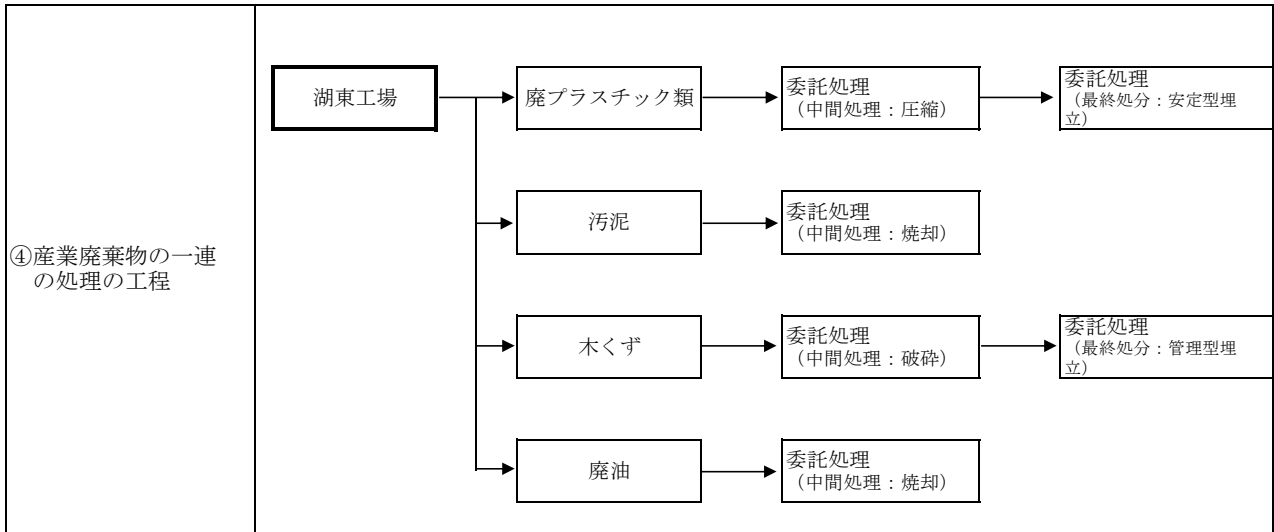 ④産業廃棄物の一連
の処理の工程
湖東工場
廃プラスチック類
委託処理
（中間処理：圧縮）
委託処理
（最終処分：安定型埋
立）
汚泥
委託処理
（中間処理：焼却）
木くず
委託処理
（中間処理：破砕）
委託処理
（最終処分：管理型埋
立）
廃油
委託処理
（中間処理：焼却）